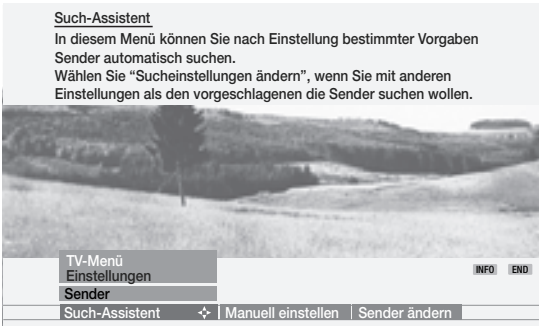 Such-Assistent
In diesem Menü können Sie nach Einstellung bestimmter Vorgaben
Sender automatisch suchen.
Wählen Sie “Sucheinstellungen ändern”, wenn Sie mit anderen
Einstellungen als den vorgeschlagenen die Sender suchen wollen.
TV-Menü
Einstellungen
INFO END
Sender
Such-Assistent Manuell einstellen Sender ändern